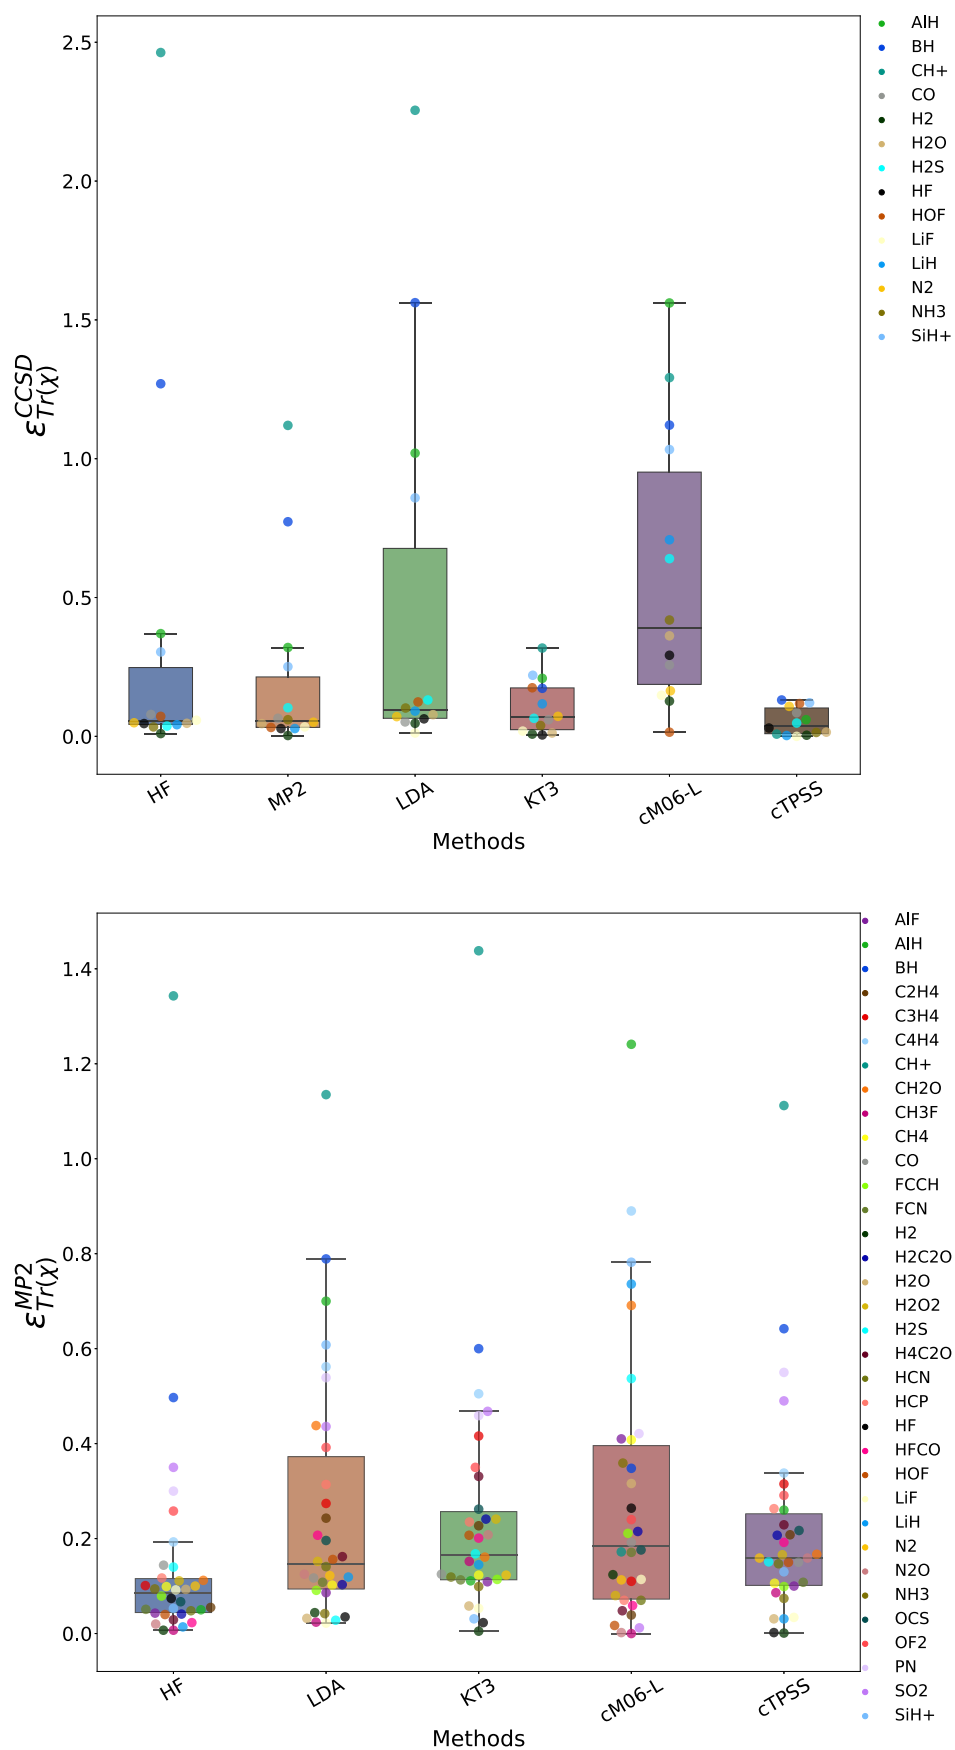 2.5
2.0
1.5
1.0
0.5
0.0
ε^{CCSD}_{Tr(χ)}
HF
MP2
LDA
KT3
cM06-L
cTPSS
Methods
AlH
BH
CH+
CO
H2
H2O
H2S
HF
HOF
LiF
LiH
N2
NH3
SiH+
1.4
1.2
1.0
0.8
0.6
0.4
0.2
0.0
ε^{MP2}_{Tr(χ)}
HF
LDA
KT3
cM06-L
cTPSS
Methods
AlF
AlH
BH
C2H4
C3H4
C4H4
CH+
CH2O
CH3F
CH4
CO
FCCH
FCN
H2
H2C2O
H2O
H2O2
H2S
H4C2O
HCN
HCP
HF
HFCO
HOF
LiF
LiH
N2
N2O
NH3
OCS
OF2
PN
SO2
SiH+